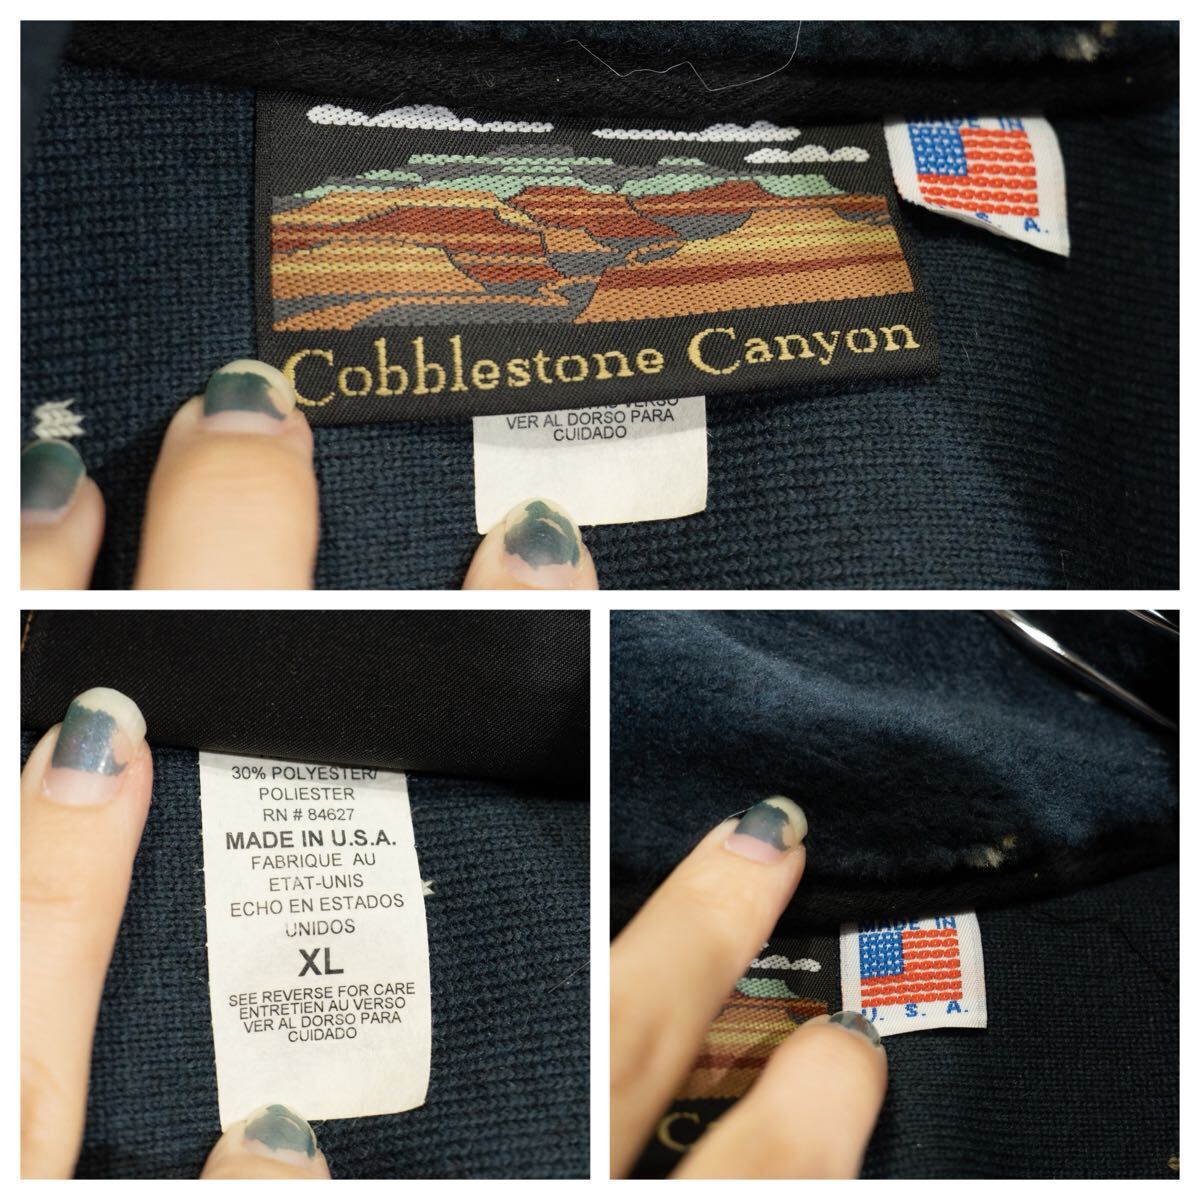 MADE IN
S. A.
Cobblestone Canyon
VERSO
VER AL DORSO PARA
CUIDADO
30% POLYESTER/
POLIESTER
RN # 84627
MADE IN U.S.A.
FABRIQUE AU
ETAT-UNIS
ECHO EN ESTADOS
UNIDOS
XL
SEE REVERSE FOR CARE
ENTRETIEN AU VERSO
VER AL DORSO PARA
CUIDADO
MADE IN
U. S. A.
C